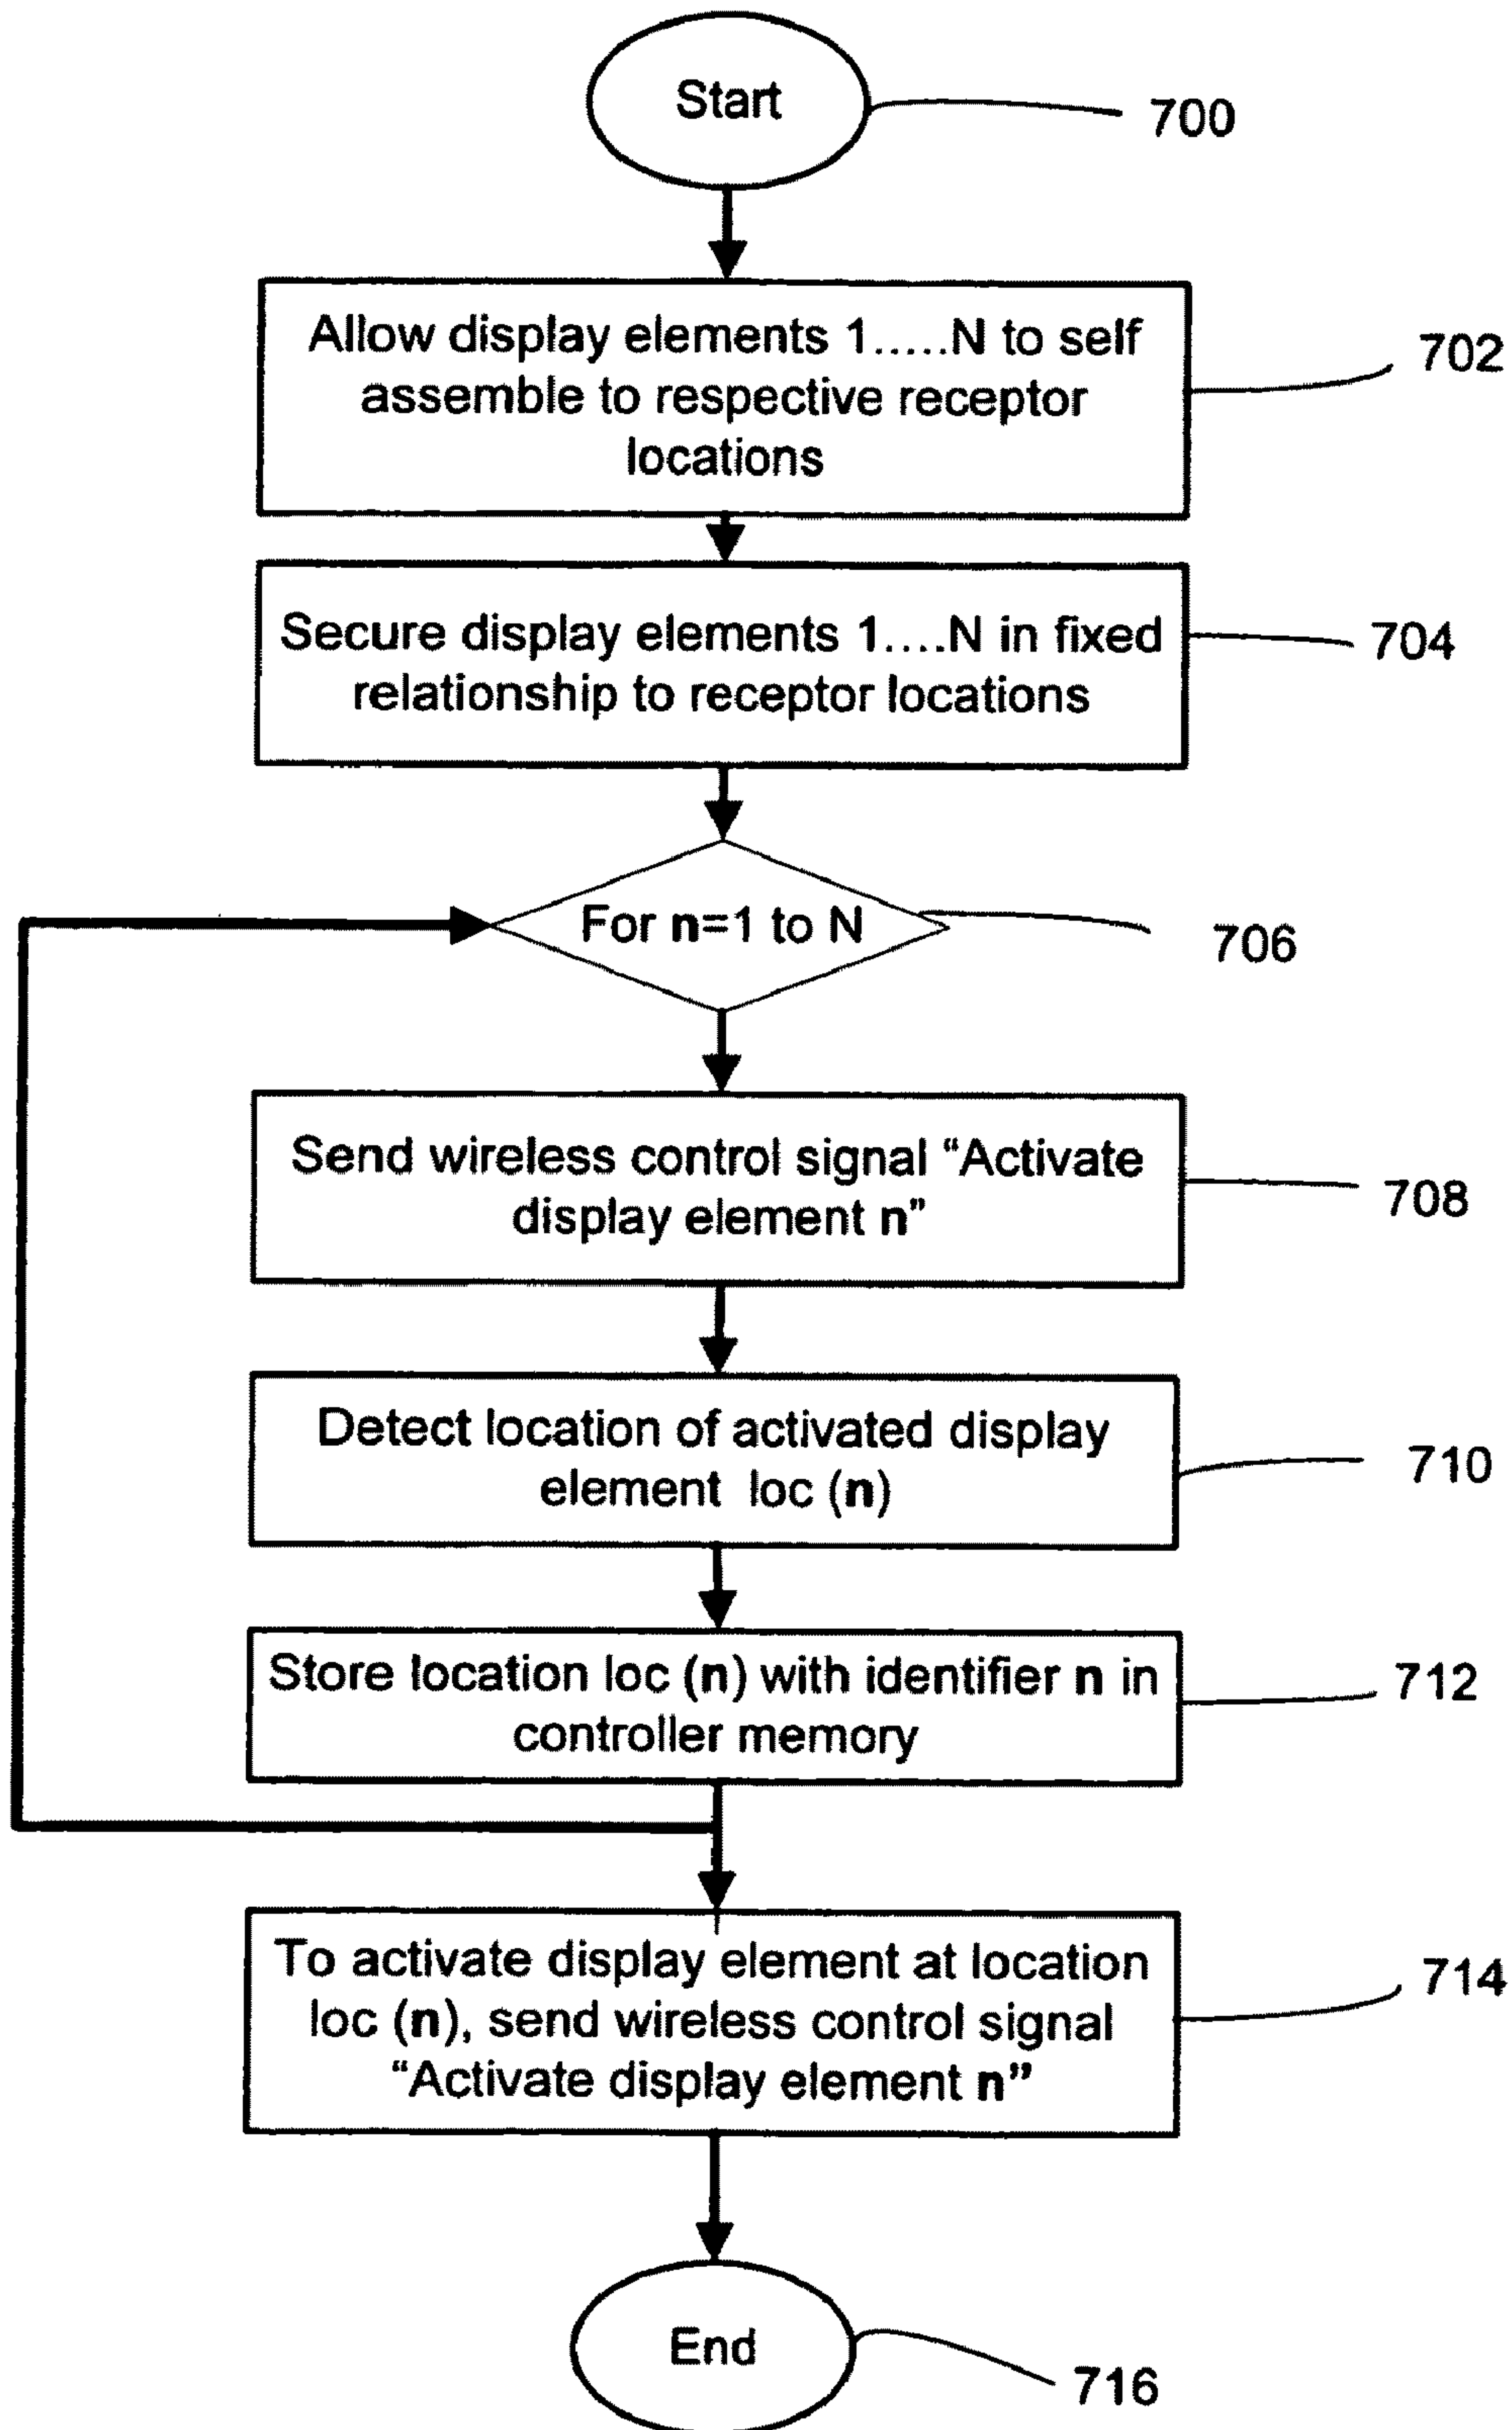 Start
700
Allow display elements 1.....N to self
assemble to respective receptor
locations
702
Secure display elements 1....N in fixed
relationship to receptor locations
704
For n=1 to N
706
Send wireless control signal “Activate
display element n”
708
Detect location of activated display
element loc (n)
710
Store location loc (n) with identifier n in
controller memory
712
To activate display element at location
loc (n), send wireless control signal
“Activate display element n”
714
End
716